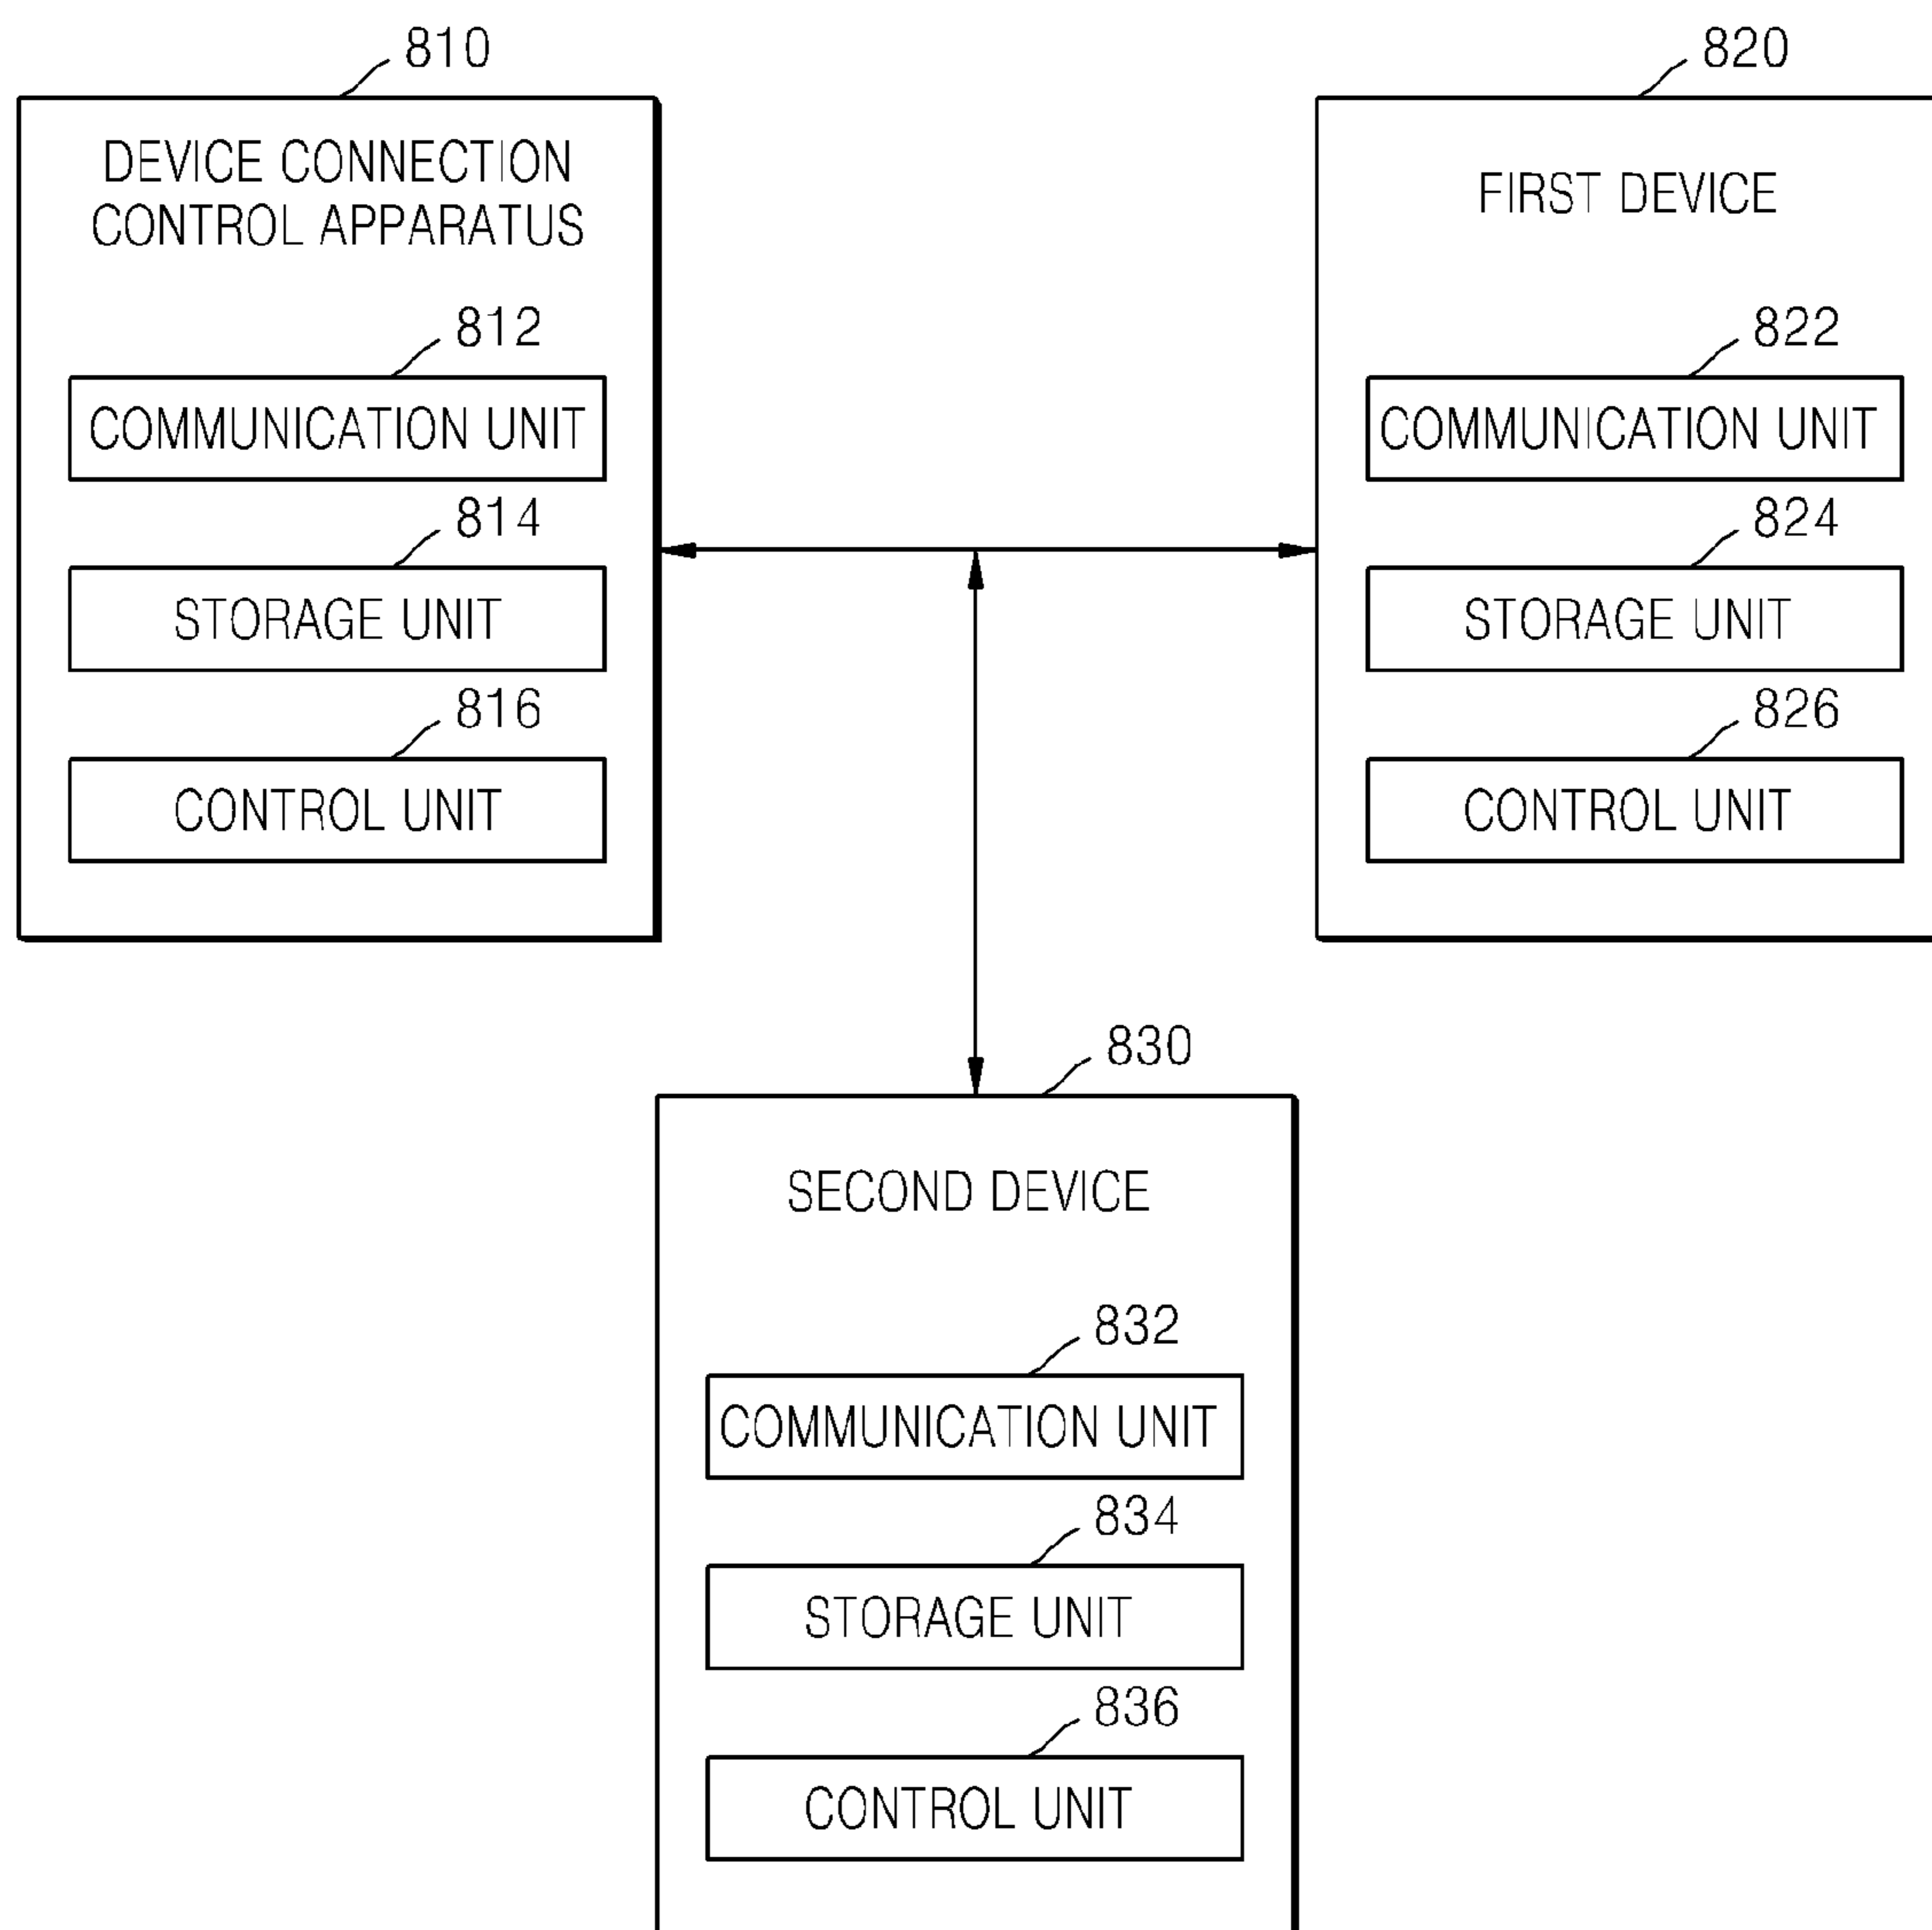 810
DEVICE CONNECTION
CONTROL APPARATUS
812
COMMUNICATION UNIT
814
STORAGE UNIT
816
CONTROL UNIT
820
FIRST DEVICE
822
COMMUNICATION UNIT
824
STORAGE UNIT
826
CONTROL UNIT
830
SECOND DEVICE
832
COMMUNICATION UNIT
834
STORAGE UNIT
836
CONTROL UNIT